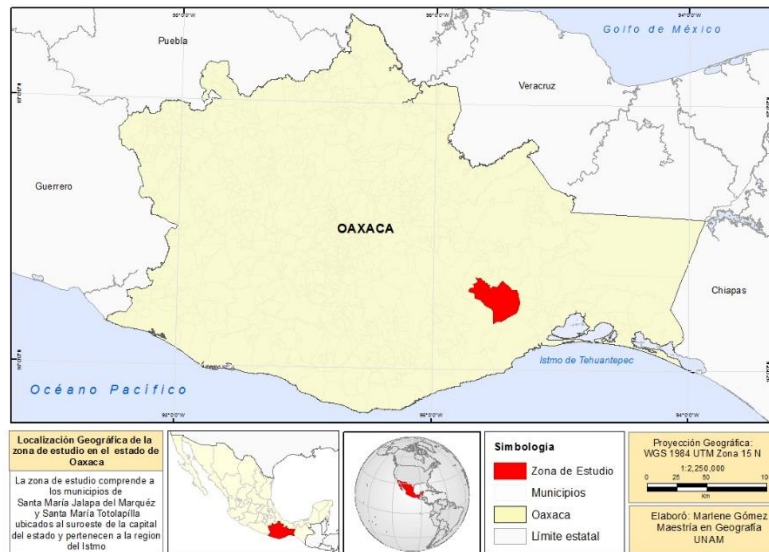 Puebla
Golfo de México
Veracruz
Guerrero
OAXACA
Chiapas
Istmo de Tehuantepec
Océano Pacífico
Localización Geográfica de la
zona de estudio en el estado de
Oaxaca
La zona de estudio comprende a
los municipios de
Santa María Jalapa del Marquéz
y Santa María Totolapílla
ubicados al suroeste de la capital
del estado y pertenecen a la region
del Istmo
Simbología
Zona de Estudio
Municipios
Oaxaca
Límite estatal
Proyección Geográfica:
WGS 1984 UTM Zona 15 N
1:2,250,000
0 25 50 10
km
Elaboró: Marlene Gómez
Maestría en Geografía
UNAM